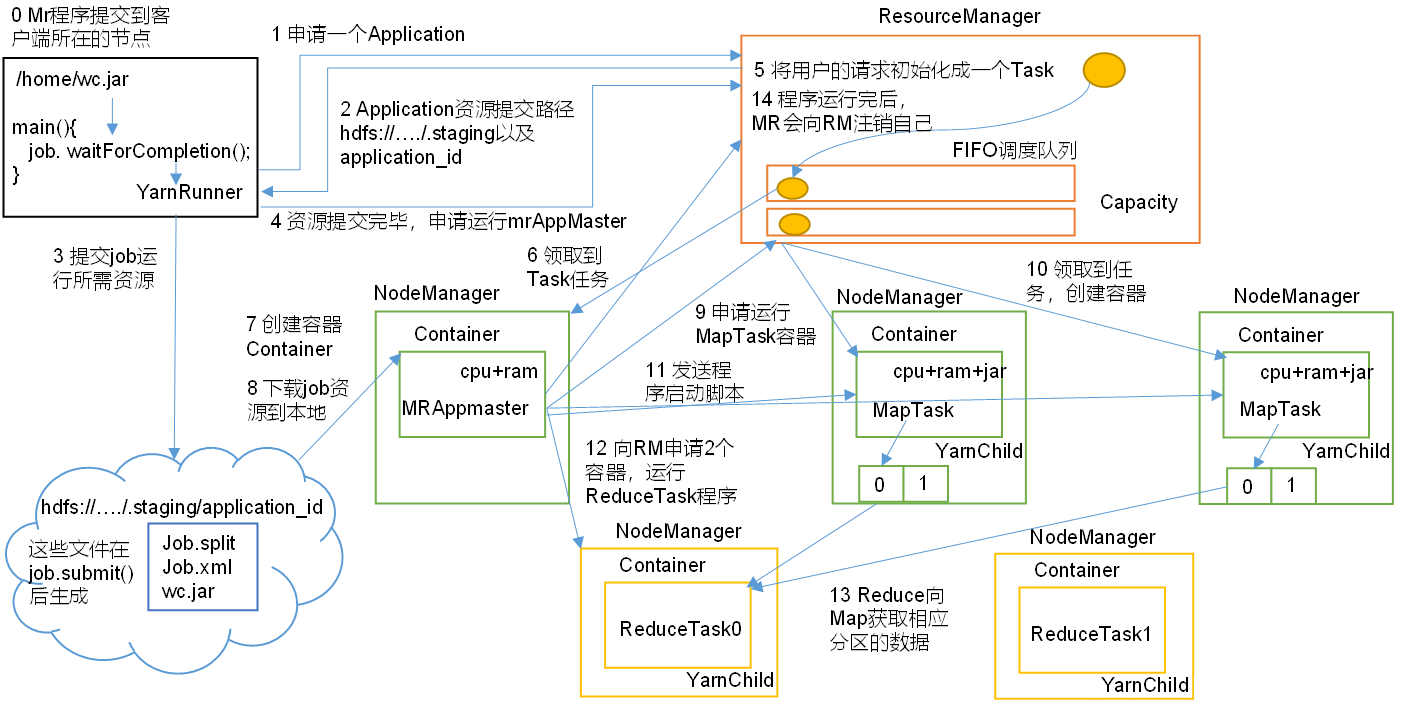 0 Mr程序提交到客
户端所在的节点
/home/wc.jar
main(){
job. waitForCompletion();
}
YarnRunner
1 申请一个Application
2 Application资源提交路径
hdfs://…./.staging以及
application_id
4 资源提交完毕，申请运行mrAppMaster
ResourceManager
5 将用户的请求初始化成一个Task
14 程序运行完后，
MR会向RM注销自己
FIFO调度队列
Capacity
3 提交job运
行所需资源
6 领取到
Task任务
7 创建容器
Container
8 下载job资
源到本地
NodeManager
Container
cpu+ram
MRAppmaster
9 申请运行
MapTask容器
11 发送程
序启动脚本
12 向RM申请2个
容器，运行
ReduceTask程序
NodeManager
Container
cpu+ram+jar
MapTask
YarnChild
0
1
10 领取到任
务，创建容器
NodeManager
Container
cpu+ram+jar
MapTask
YarnChild
0
1
hdfs://…./.staging/application_id
这些文件在
job.submit()
后生成
Job.split
Job.xml
wc.jar
NodeManager
Container
ReduceTask0
YarnChild
13 Reduce向
Map获取相应
分区的数据
NodeManager
Container
ReduceTask1
YarnChild